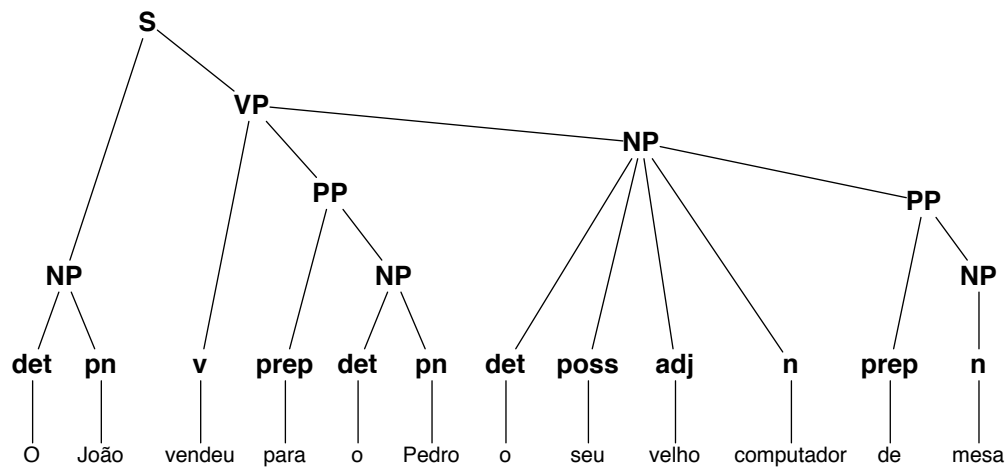 S
VP
NP
PP
PP
NP NP NP
det pn v prep det pn det poss adj n prep n
O João vendeu para o Pedro o seu velho computador de mesa